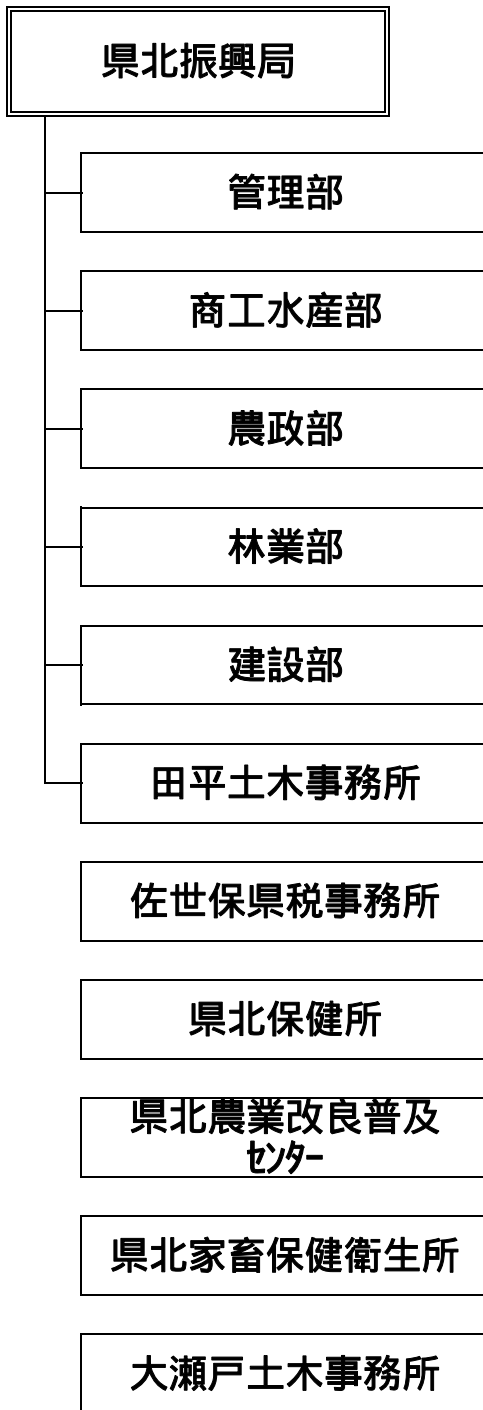 県北振興局
管理部
商工水産部
農政部
林業部
建設部
田平土木事務所
佐世保県税事務所
県北保健所
県北農業改良普及
ｾﾝﾀｰ
県北家畜保健衛生所
大瀬戸土木事務所